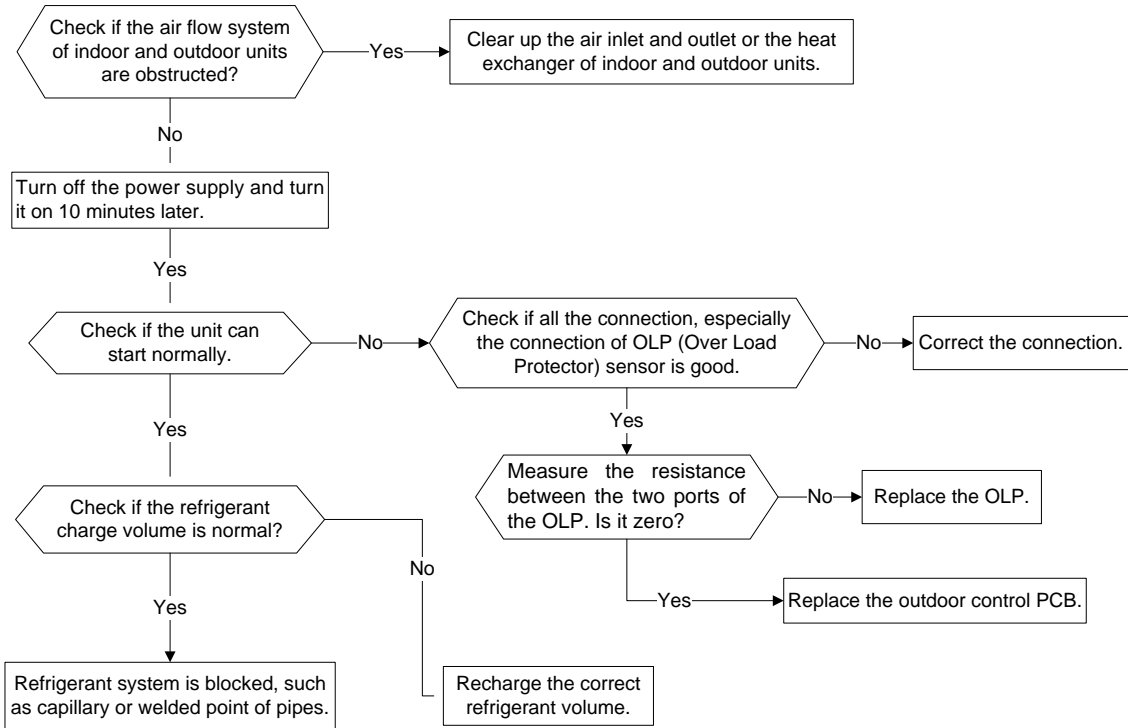 Check if the air flow system
of indoor and outdoor units
are obstructed?
Yes
Clear up the air inlet and outlet or the heat
exchanger of indoor and outdoor units.
No
Turn off the power supply and turn
it on 10 minutes later.
Yes
Check if the unit can
start normally.
No
Check if all the connection, especially
the connection of OLP (Over Load
Protector) sensor is good.
No
Correct the connection.
Yes
Yes
Measure the resistance
between the two ports of
the OLP. Is it zero?
No
Replace the OLP.
Check if the refrigerant
charge volume is normal?
No
Yes
Replace the outdoor control PCB.
Yes
Refrigerant system is blocked, such
as capillary or welded point of pipes.
Recharge the correct
refrigerant volume.